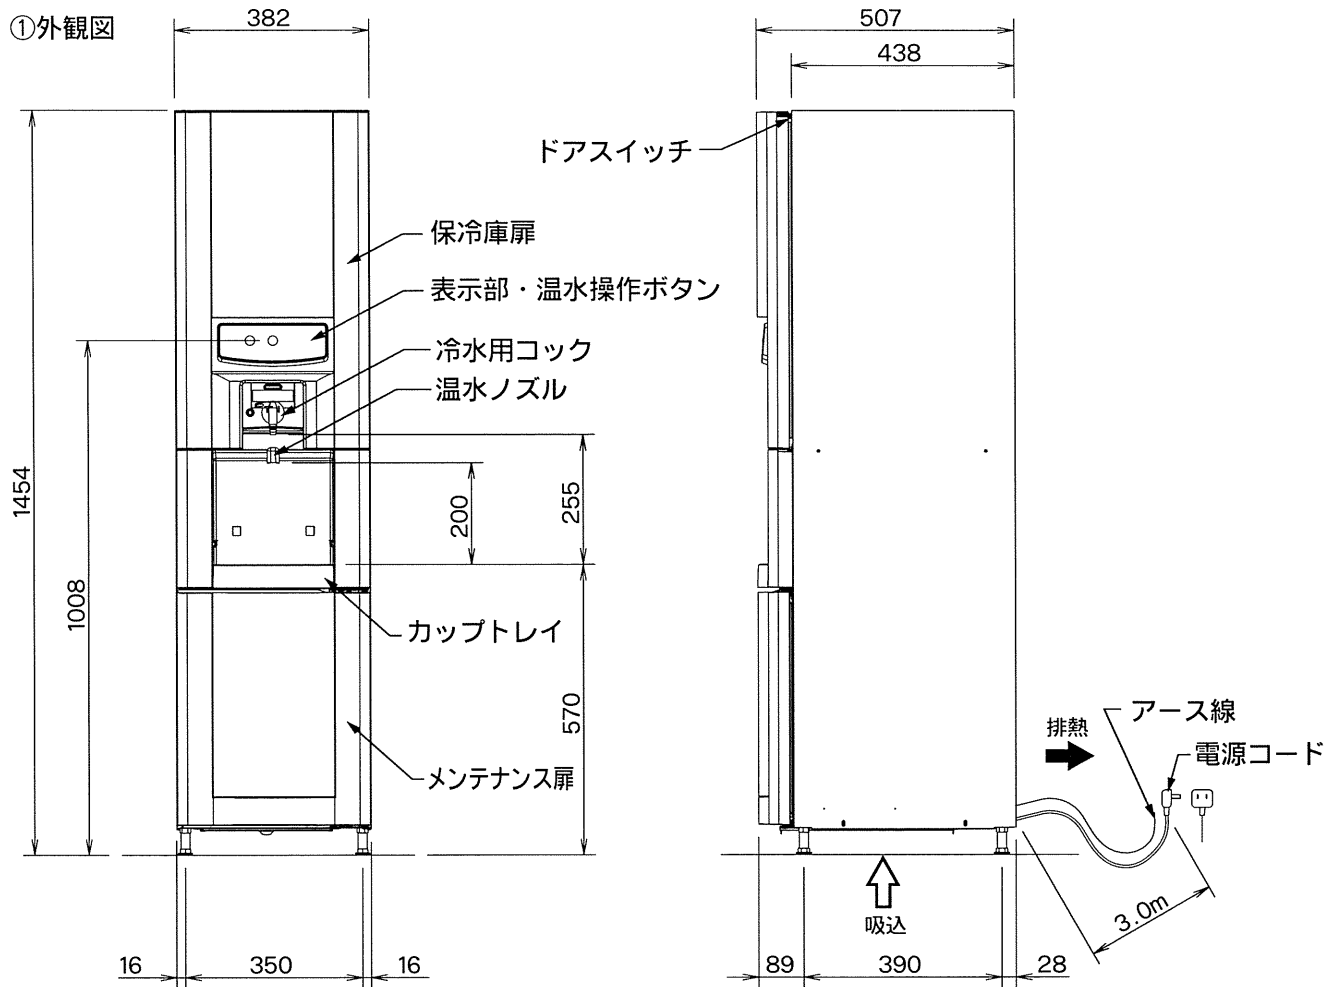 ①外観図
382
507
438
ドアスイッチ
保冷庫扉
表示部・温水操作ボタン
冷水用コック
温水ノズル
1454
1008
200
255
570
カップトレイ
メンテナンス扉
排熱
アース線
電源コード
3.0m
吸込
16
350
16
89
390
28